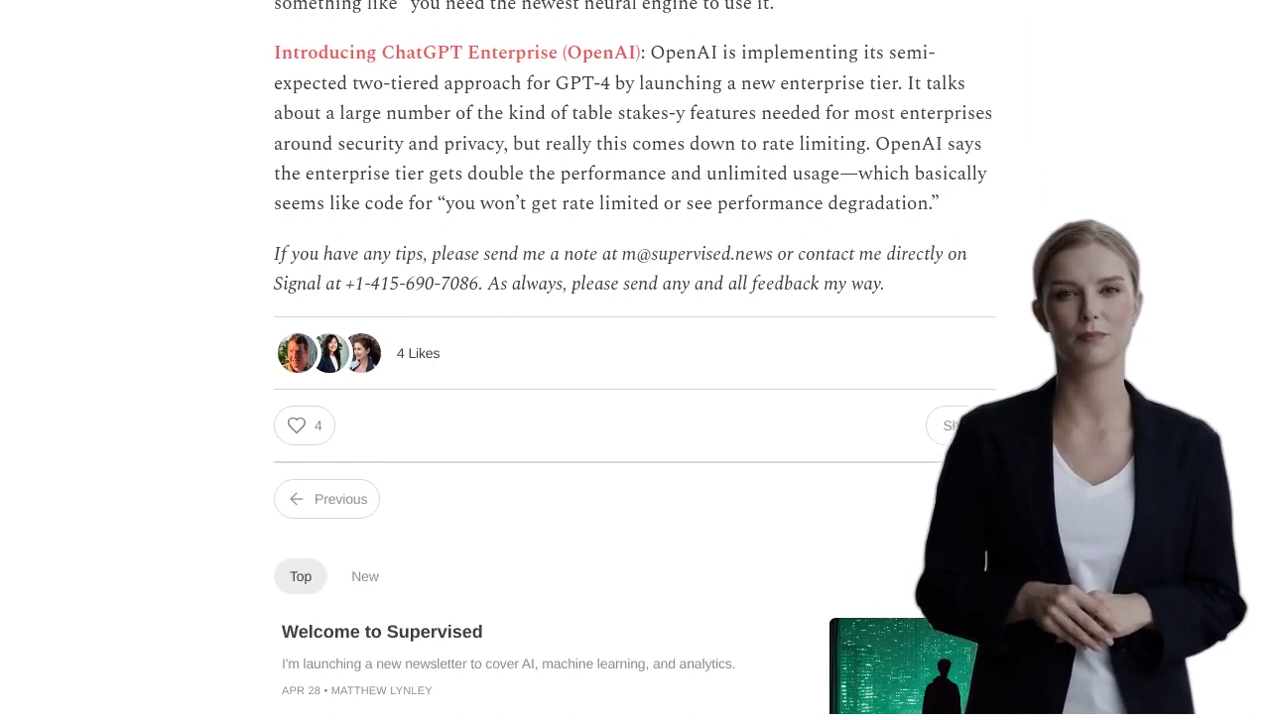 something like “you need the newest neural engine to use it.”
Introducing ChatGPT Enterprise (OpenAI): OpenAI is implementing its semi-
expected two-tiered approach for GPT-4 by launching a new enterprise tier. It talks
about a large number of the kind of table stakes-y features needed for most enterprises
around security and privacy, but really this comes down to rate limiting. OpenAI says
the enterprise tier gets double the performance and unlimited usage—which basically
seems like code for “you won’t get rate limited or see performance degradation.”
If you have any tips, please send me a note at m@supervised.news or contact me directly on
Signal at +1-415-690-7086. As always, please send any and all feedback my way.
4 Likes
4
Previous
Top New
Welcome to Supervised
I'm launching a new newsletter to cover AI, machine learning, and analytics.
APR 28 • MATTHEW LYNLEY